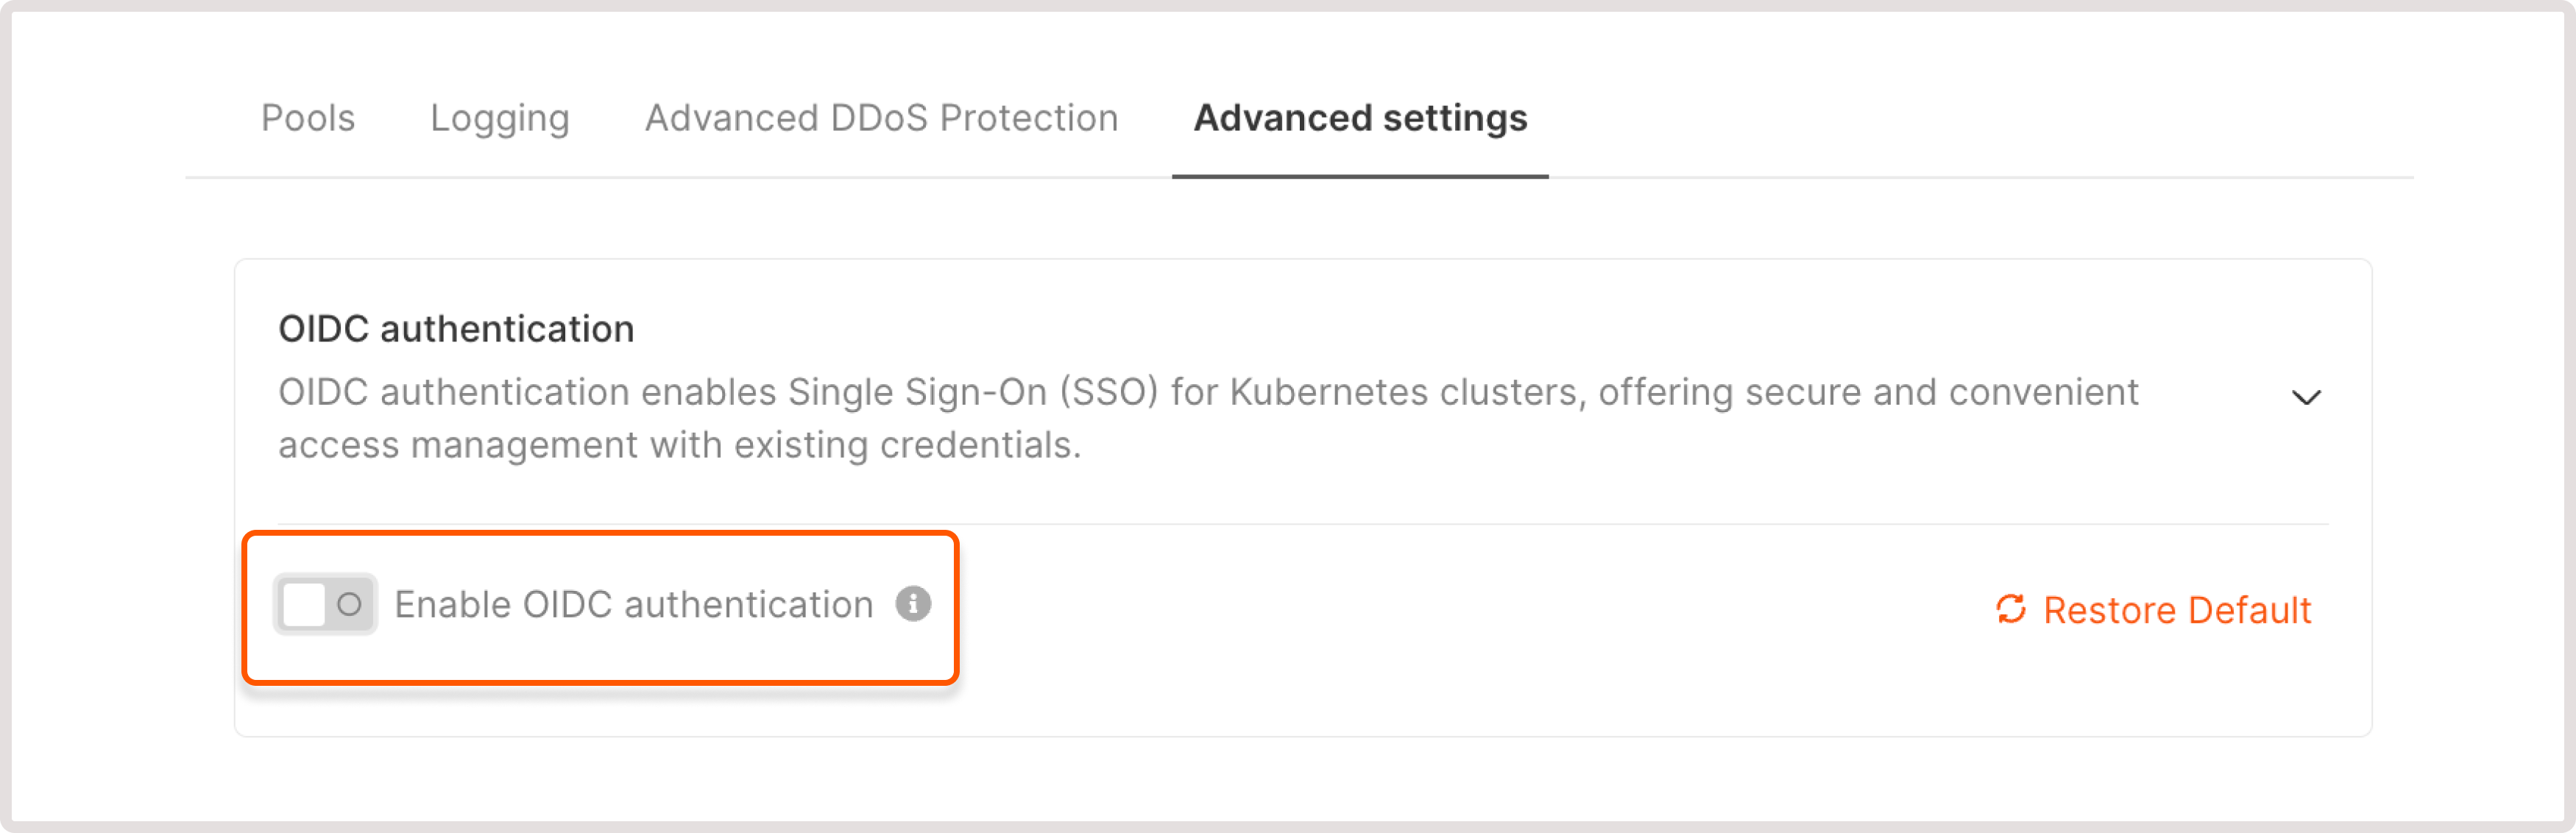 Pools Logging Advanced DDoS Protection Advanced settings
OIDC authentication
OIDC authentication enables Single Sign-On (SSO) for Kubernetes clusters, offering secure and convenient
access management with existing credentials.
Enable OIDC authentication
Restore Default